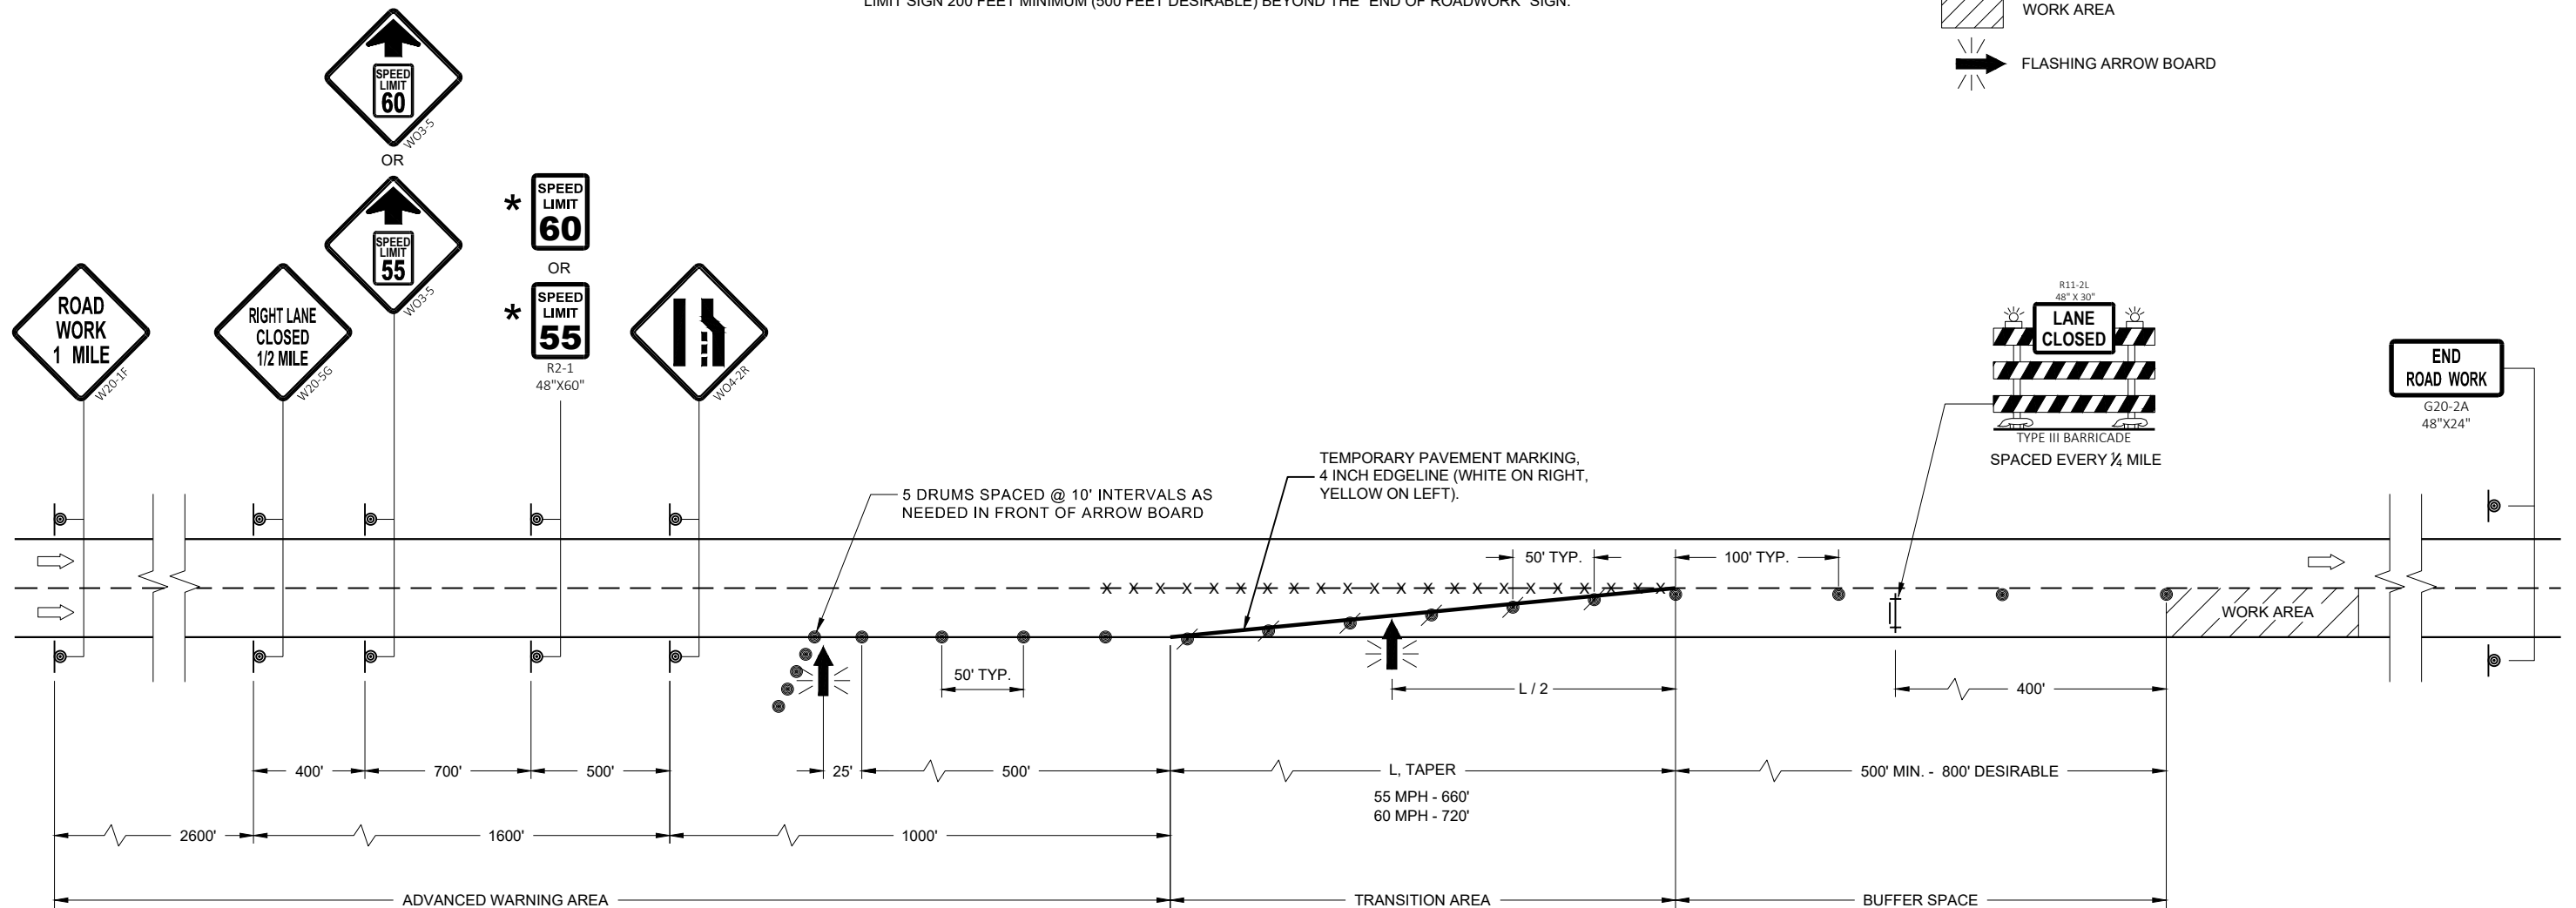 LIMIT SIGN 200 FEET MINIMUM (500 FEET DESIRABLE) BEYOND THE "END OF ROADWORK" SIGN.
WORK AREA
FLASHING ARROW BOARD
SPEED
LIMIT
60
WO3-5
OR
SPEED
LIMIT
55
WO3-5
* SPEED
LIMIT
60
OR
* SPEED
LIMIT
55
R2-1
48"X60"
ROAD
WORK
1 MILE
W20-1F
RIGHT LANE
CLOSED
1/2 MILE
W20-5G
WO4-2R
R11-2L
48" X 30"
LANE
CLOSED
TYPE III BARRICADE
SPACED EVERY ¼ MILE
END
ROAD WORK
G20-2A
48"X24"
TEMPORARY PAVEMENT MARKING,
4 INCH EDGELINE (WHITE ON RIGHT,
YELLOW ON LEFT).
5 DRUMS SPACED @ 10' INTERVALS AS
NEEDED IN FRONT OF ARROW BOARD
50' TYP.
100' TYP.
X X X X X X X X X X X X X X X X X X X X X X
WORK AREA
50' TYP.
L / 2
400'
400'
700'
500'
25'
500'
L, TAPER
500' MIN. - 800' DESIRABLE
55 MPH - 660'
60 MPH - 720'
2600'
1600'
1000'
ADVANCED WARNING AREA
TRANSITION AREA
BUFFER SPACE